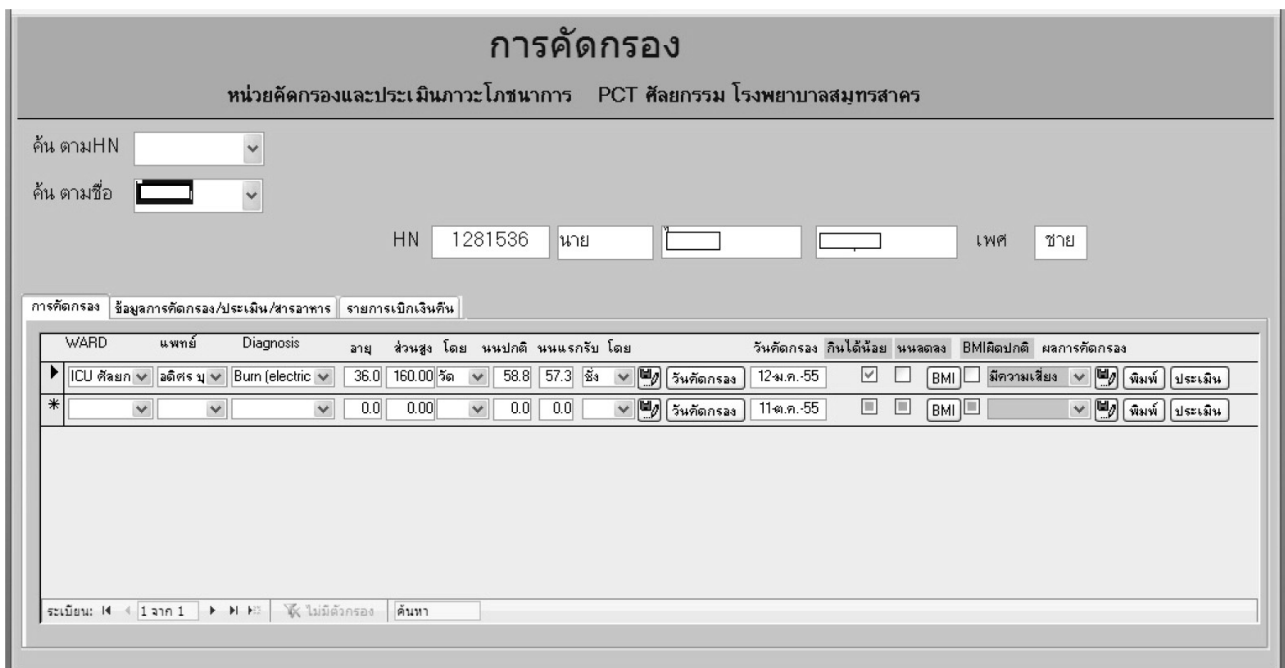 การคัดกรอง
หน่วยคัดกรองและประเมินภาวะโภชนาการ PCT ศัลยกรรม โรงพยาบาลสมุทรสาคร
ค้น ตามHN
ค้น ตามชื่อ
HN 1281536 นาย เพศ ชาย
การคัดกรอง ข้อมูลการคัดกรอง/ประเมิน/สารอาหาร รายการเบิกเงินคืน
WARD แพทย์ Diagnosis อายุ ส่วนสูง โดย นนปกติ นนแรกรับ โดย วันคัดกรอง กินได้น้อย นนลดลง BMIผิดปกติ ผลการคัดกรอง
ICU ศัลยก อดิศร บุ Burn (electric 36.0 160.00 วัด 58.8 57.3 ชั่ง วันคัดกรอง 12-ม.ค.-55 BMI มีความเสี่ยง พิมพ์ ประเมิน
0.0 0.00 0.0 0.0 วันคัดกรอง 11-ต.ค.-55 BMI พิมพ์ ประเมิน
ระเบียน: 1 จาก 1 ไม่มีตัวกรอง ค้นหา